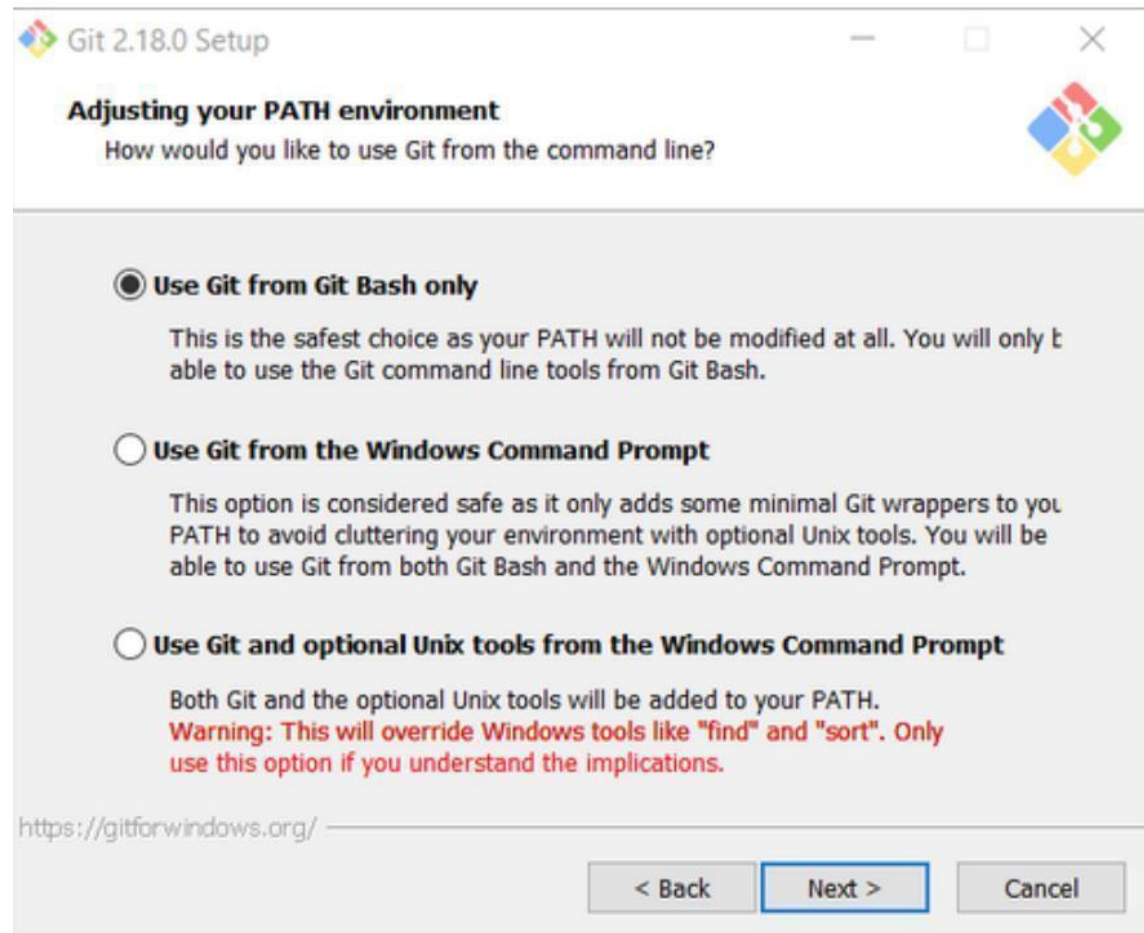 Git 2.18.0 Setup
Adjusting your PATH environment
How would you like to use Git from the command line?
Use Git from Git Bash only
This is the safest choice as your PATH will not be modified at all. You will only
able to use the Git command line tools from Git Bash.
Use Git from the Windows Command Prompt
This option is considered safe as it only adds some minimal Git wrappers to
PATH to avoid cluttering your environment with optional Unix tools. You will be
able to use Git from both Git Bash and the Windows Command Prompt.
Use Git and optional Unix tools from the Windows Command Prompt
Both Git and the optional Unix tools will be added to your PATH.
Warning: This will override Windows tools like "find" and "sort". Only
use this option if you understand the implications.
https://gitforwindows.org/
< Back Next > Cancel